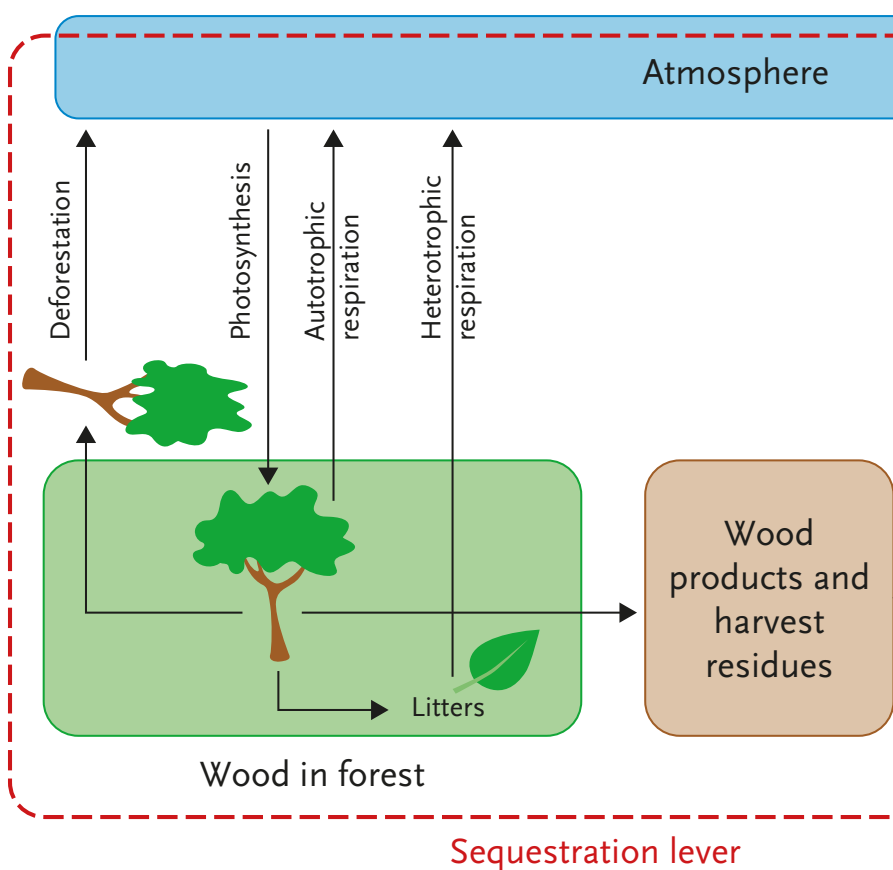 Atmosphere
Deforestation
Photosynthesis
Autotrophic
respiration
Heterotrophic
respiration
Wood
products and
harvest
residues
Litters
Wood in forest
Sequestration lever